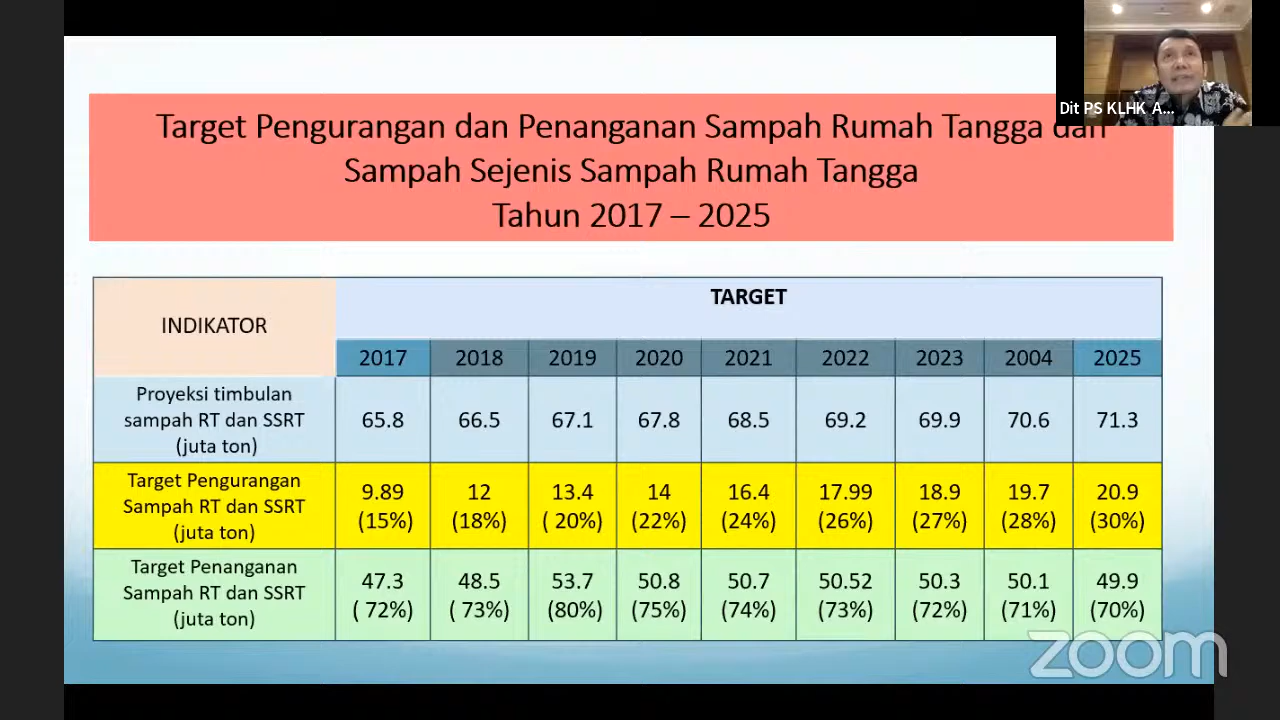 Dit PS KLHK A...
Target Pengurangan dan Penanganan Sampah Rumah Tangga dan
Sampah Sejenis Sampah Rumah Tangga
Tahun 2017 – 2025
INDIKATOR
TARGET
2017 2018 2019 2020 2021 2022 2023 2004 2025
Proyeksi timbulan
sampah RT dan SSRT
(juta ton)
65.8 66.5 67.1 67.8 68.5 69.2 69.9 70.6 71.3
Target Pengurangan
Sampah RT dan SSRT
(juta ton)
9.89 12 13.4 14 16.4 17.99 18.9 19.7 20.9
(15%) (18%) ( 20%) (22%) (24%) (26%) (27%) (28%) (30%)
Target Penanganan
Sampah RT dan SSRT
(juta ton)
47.3 48.5 53.7 50.8 50.7 50.52 50.3 50.1 49.9
( 72%) ( 73%) (80%) (75%) (74%) (73%) (72%) (71%) (70%)
zoom